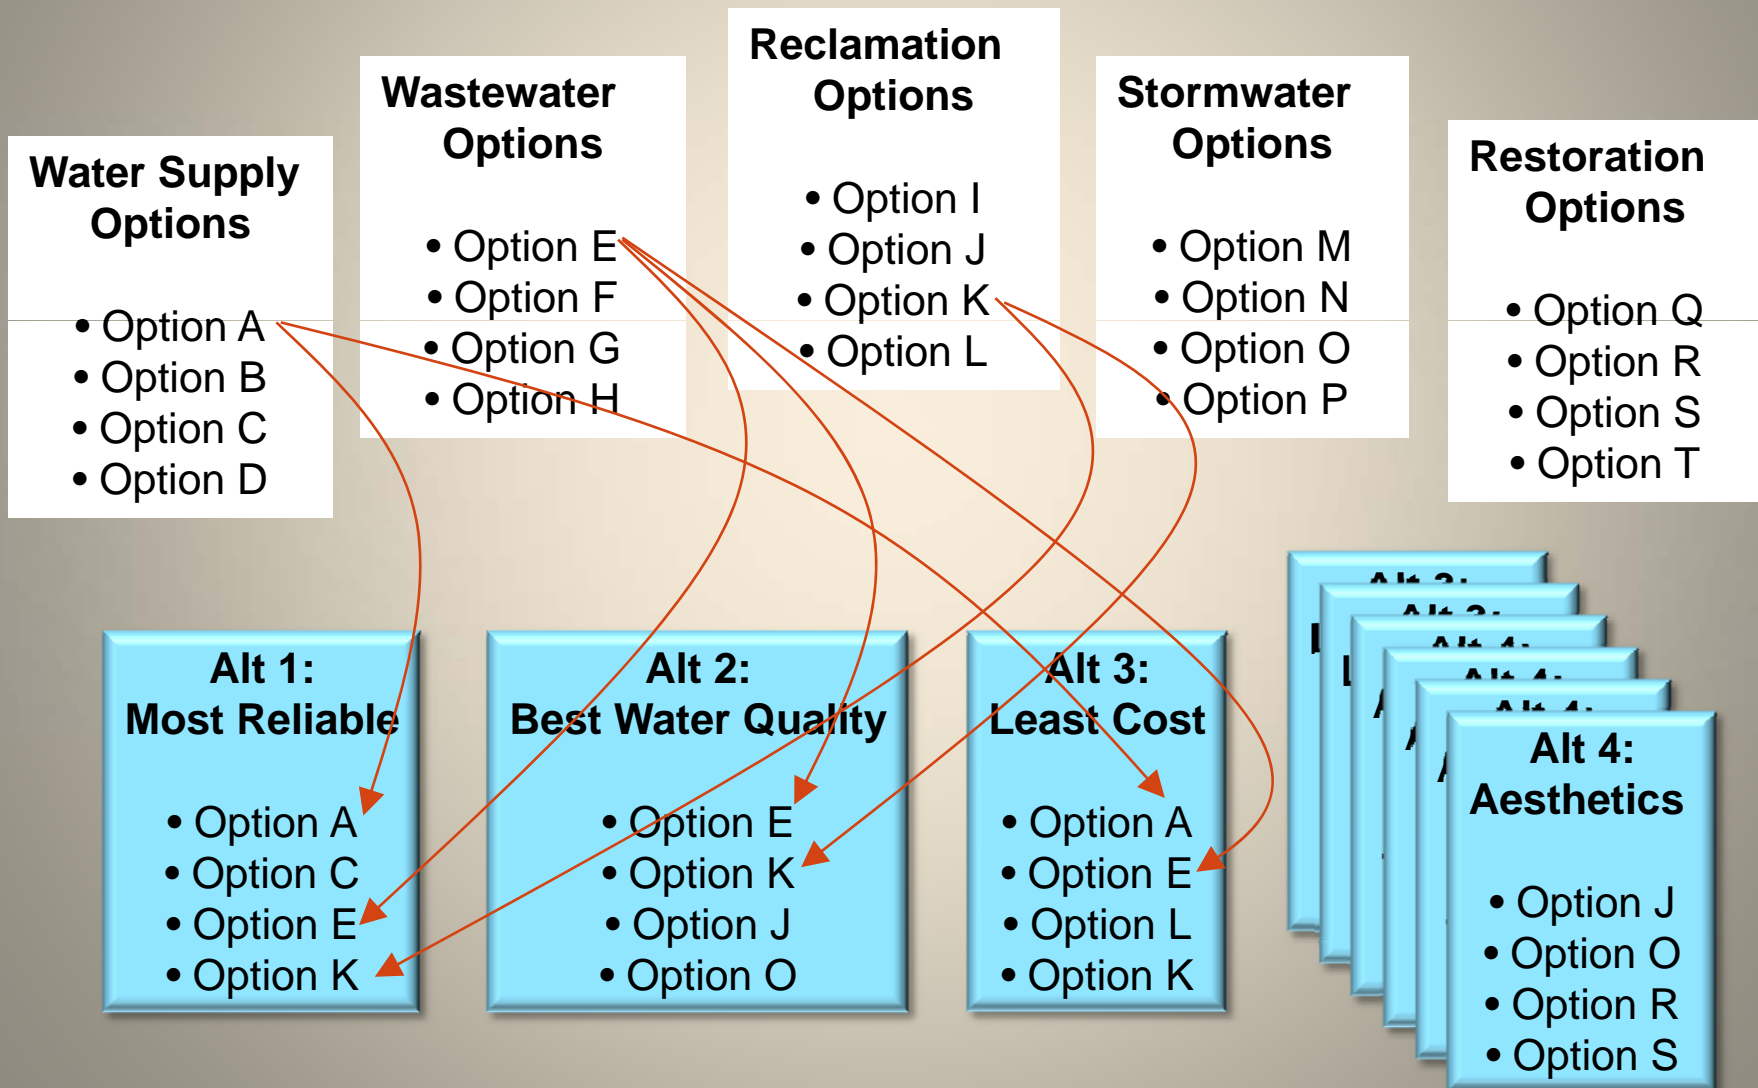 Water Supply
Options
• Option A
• Option B
• Option C
• Option D
Wastewater
Options
• Option E
• Option F
• Option G
• Option H
Reclamation
Options
• Option I
• Option J
• Option K
• Option L
Stormwater
Options
• Option M
• Option N
• Option O
• Option P
Restoration
Options
• Option Q
• Option R
• Option S
• Option T
Alt 1:
Most Reliable
• Option A
• Option C
• Option E
• Option K
Alt 2:
Best Water Quality
• Option E
• Option K
• Option J
• Option O
Alt 3:
Least Cost
• Option A
• Option E
• Option L
• Option K
Alt 4:
Aesthetics
• Option J
• Option O
• Option R
• Option S